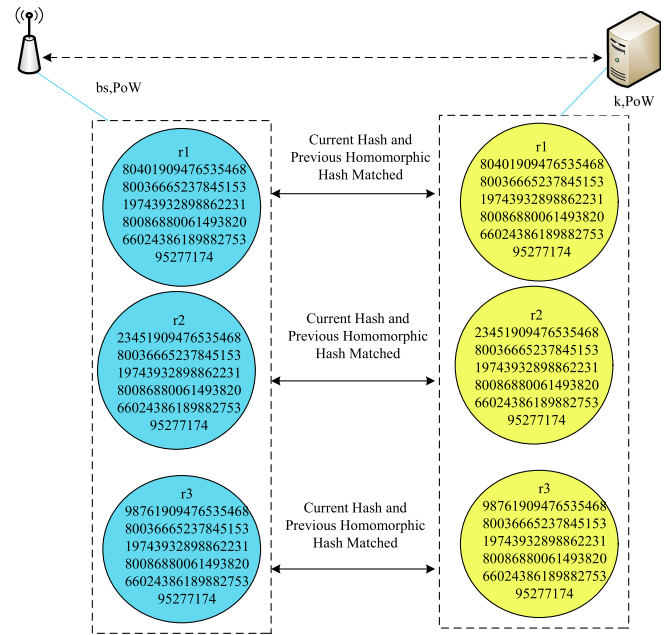 bs,PoW
k,PoW
r1
80401909476535468
80036665237845153
19743932898862231
80086880061493820
66024386189882753
95277174
Current Hash and
Previous Homomorphic
Hash Matched
r1
80401909476535468
80036665237845153
19743932898862231
80086880061493820
66024386189882753
95277174
r2
23451909476535468
80036665237845153
19743932898862231
80086880061493820
66024386189882753
95277174
Current Hash and
Previous Homomorphic
Hash Matched
r2
23451909476535468
80036665237845153
19743932898862231
80086880061493820
66024386189882753
95277174
r3
98761909476535468
80036665237845153
19743932898862231
80086880061493820
66024386189882753
95277174
Current Hash and
Previous Homomorphic
Hash Matched
r3
98761909476535468
80036665237845153
19743932898862231
80086880061493820
66024386189882753
95277174